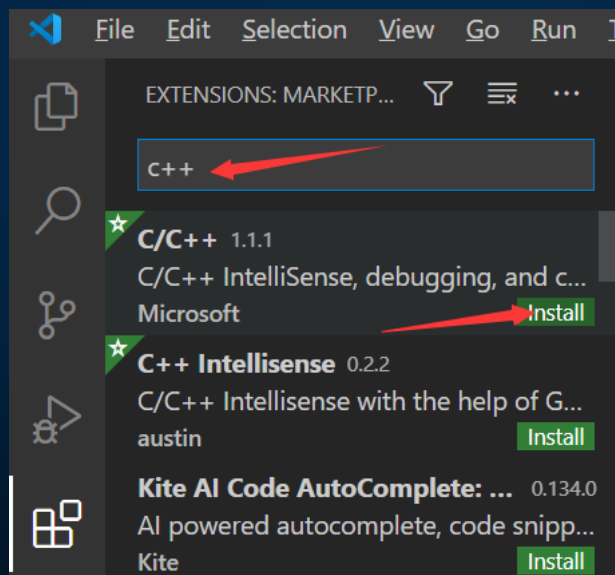 File Edit Selection View Go Run
EXTENSIONS: MARKETP...
c++
C/C++ 1.1.1
C/C++ IntelliSense, debugging, and c...
Microsoft Install
C++ Intellisense 0.2.2
C/C++ Intellisense with the help of G...
austin Install
Kite AI Code AutoComplete: ... 0.134.0
AI powered autocomplete, code snipp...
Kite Install